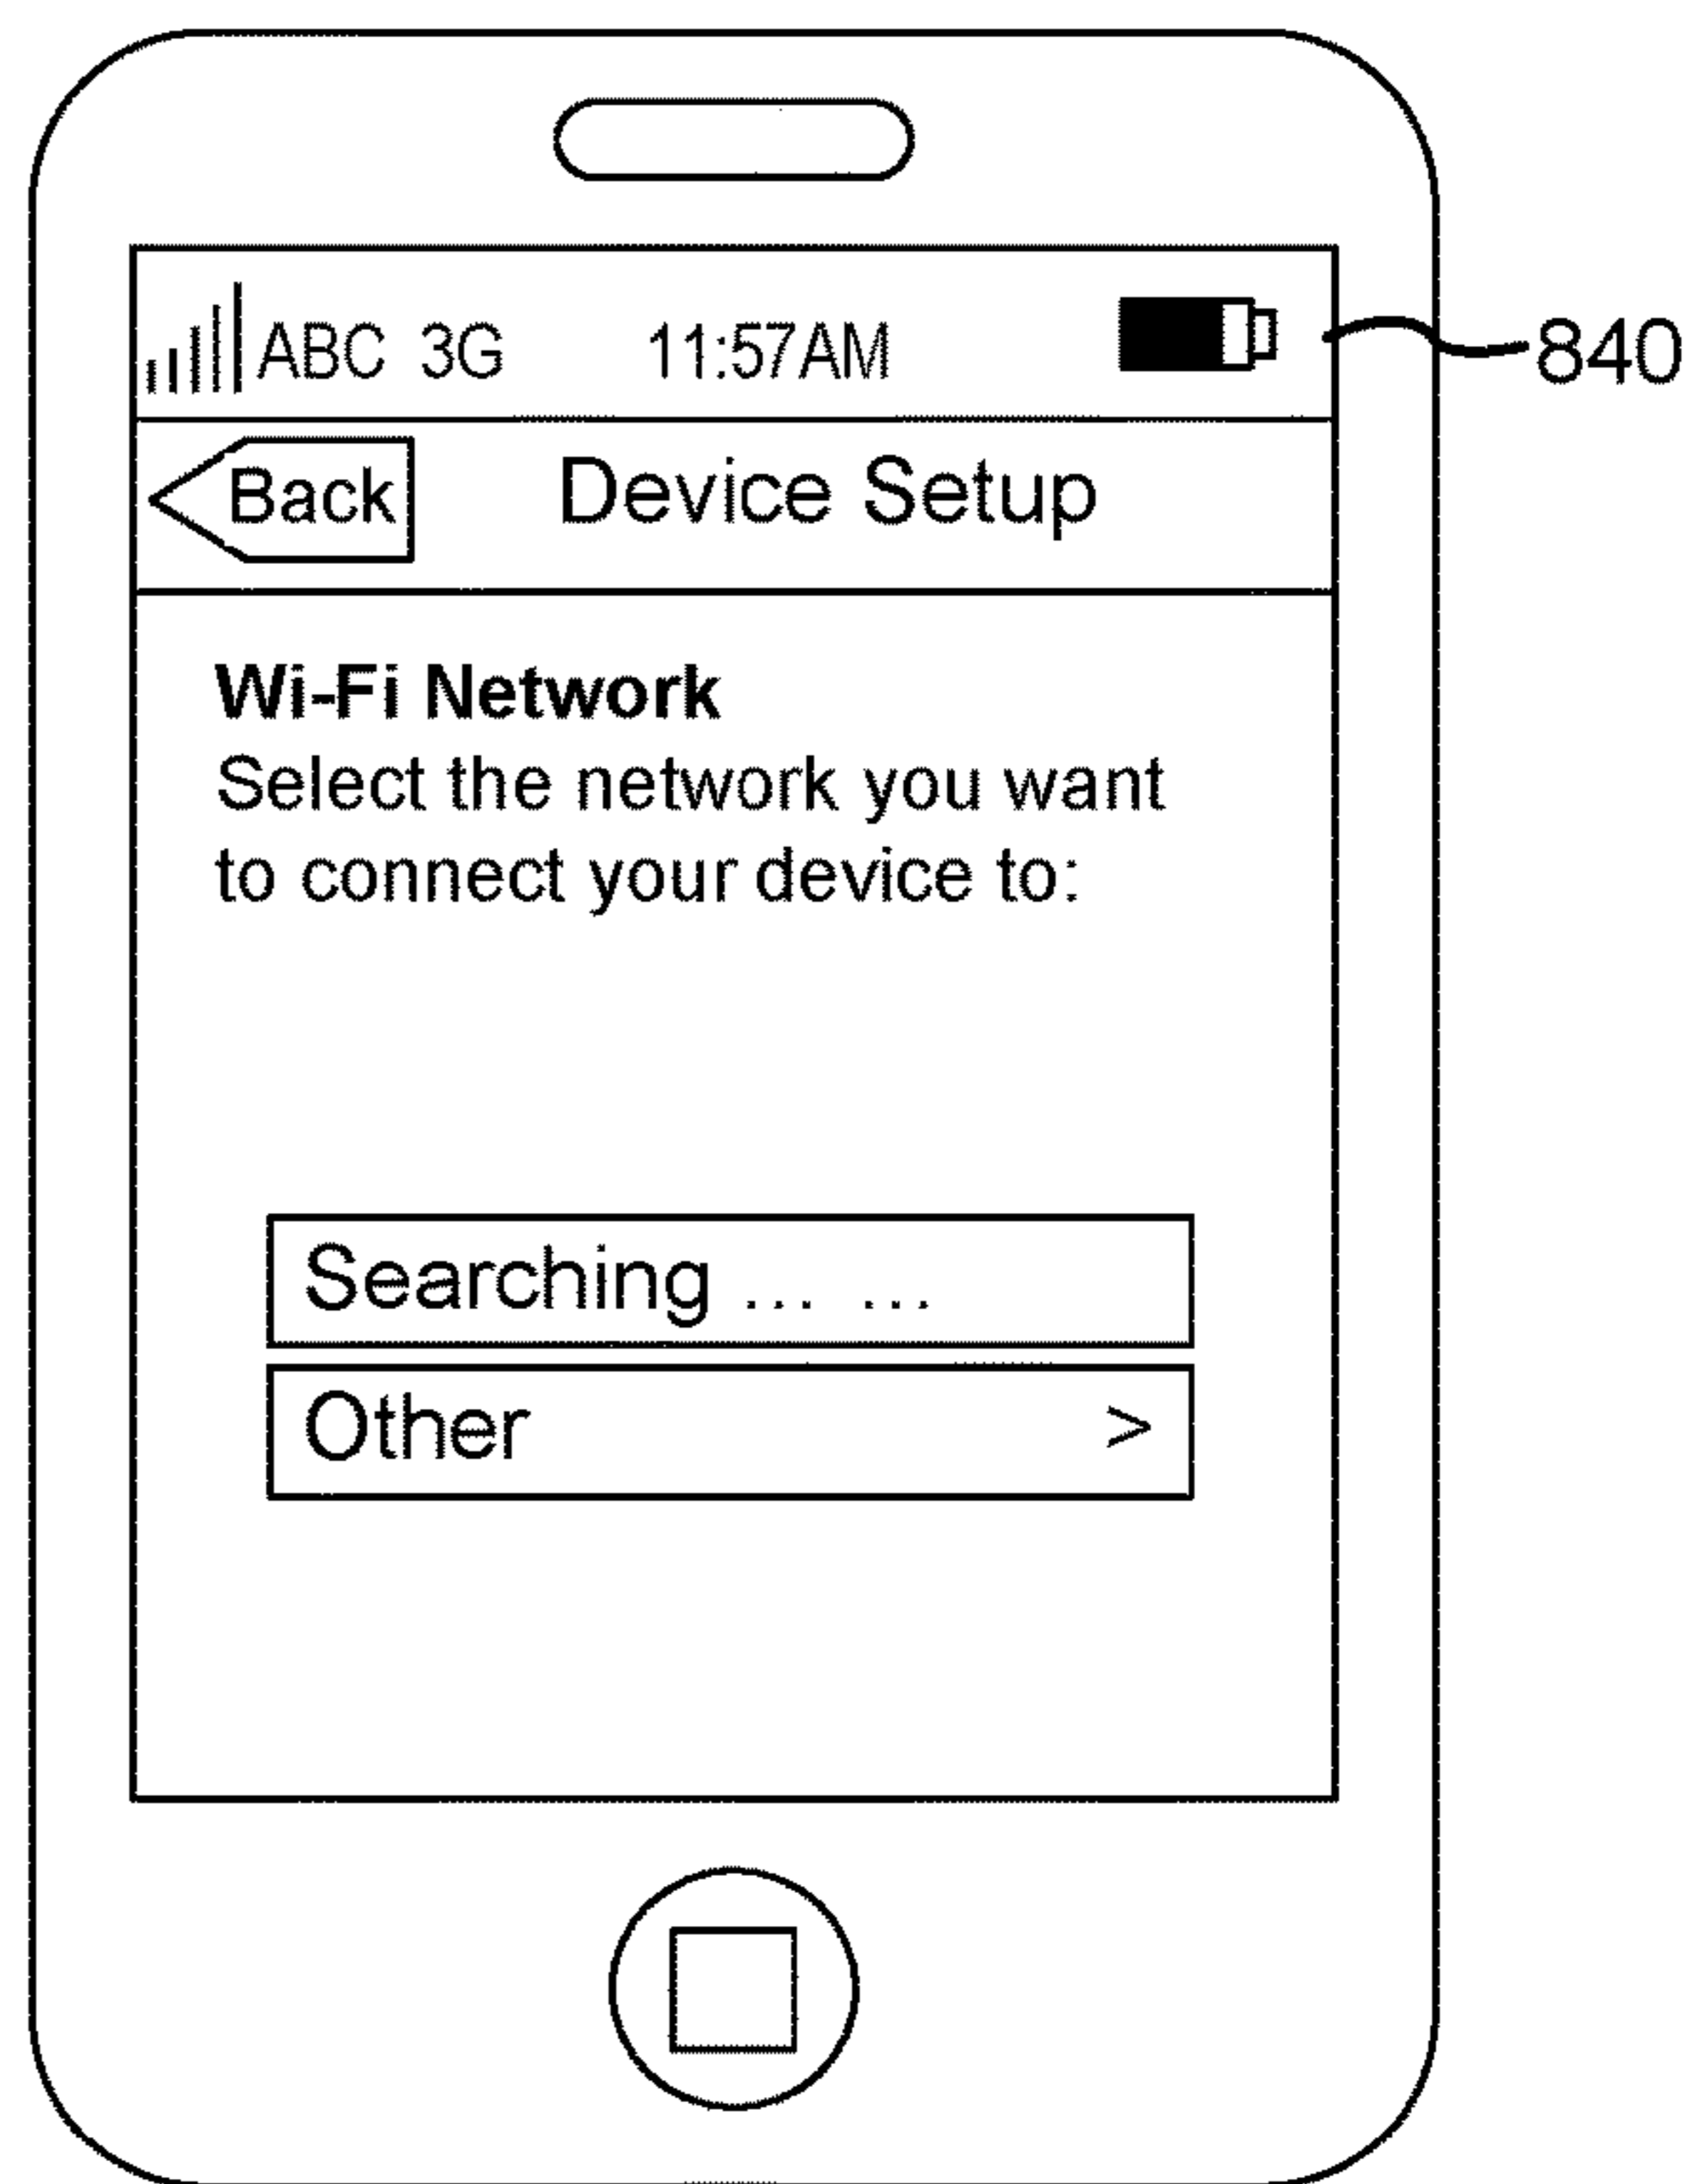 ABC 3G 11:57AM
840
Back Device Setup
Wi-Fi Network
Select the network you want
to connect your device to:
Searching ... ...
Other >